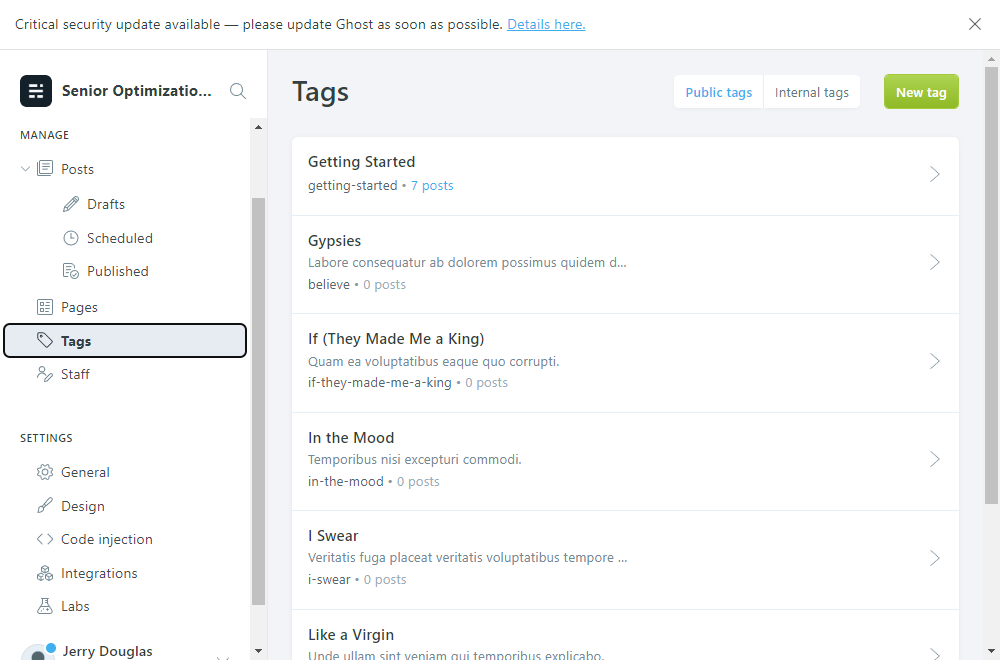 Critical security update available — please update Ghost as soon as possible. Details here.
Senior Optimizatio...
MANAGE
Posts
Drafts
Scheduled
Published
Pages
Tags
Staff
SETTINGS
General
Design
Code injection
Integrations
Labs
Jerry Douglas
Tags
Public tags
Internal tags
New tag
Getting Started
getting-started • 7 posts
Gypsies
Labore consequatur ab dolorem possimus quidem d...
believe • 0 posts
If (They Made Me a King)
Quam ea voluptatibus eaque quo corrupti.
if-they-made-me-a-king • 0 posts
In the Mood
Temporibus nisi excepturi commodi.
in-the-mood • 0 posts
I Swear
Veritatis fuga placeat veritatis voluptatibus tempore ...
i-swear • 0 posts
Like a Virgin
Unde ullam sint veniam qui temporibus explicabo.